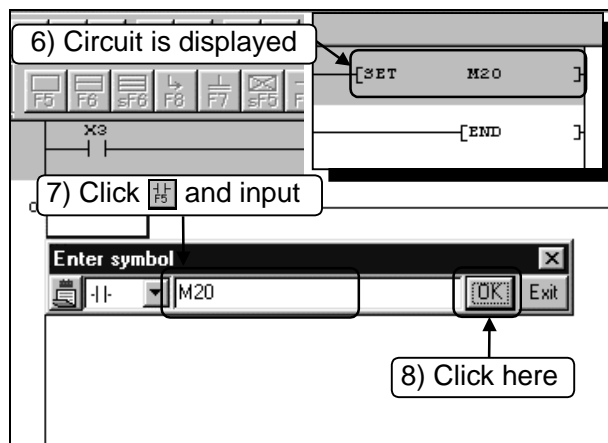 6) Circuit is displayed
[SET M20 ]
[END ]
F5 F6 sF6 F8 F7 sF5 F
X3
7) Click F5 and input
Enter symbol
M20
OK Exit
8) Click here